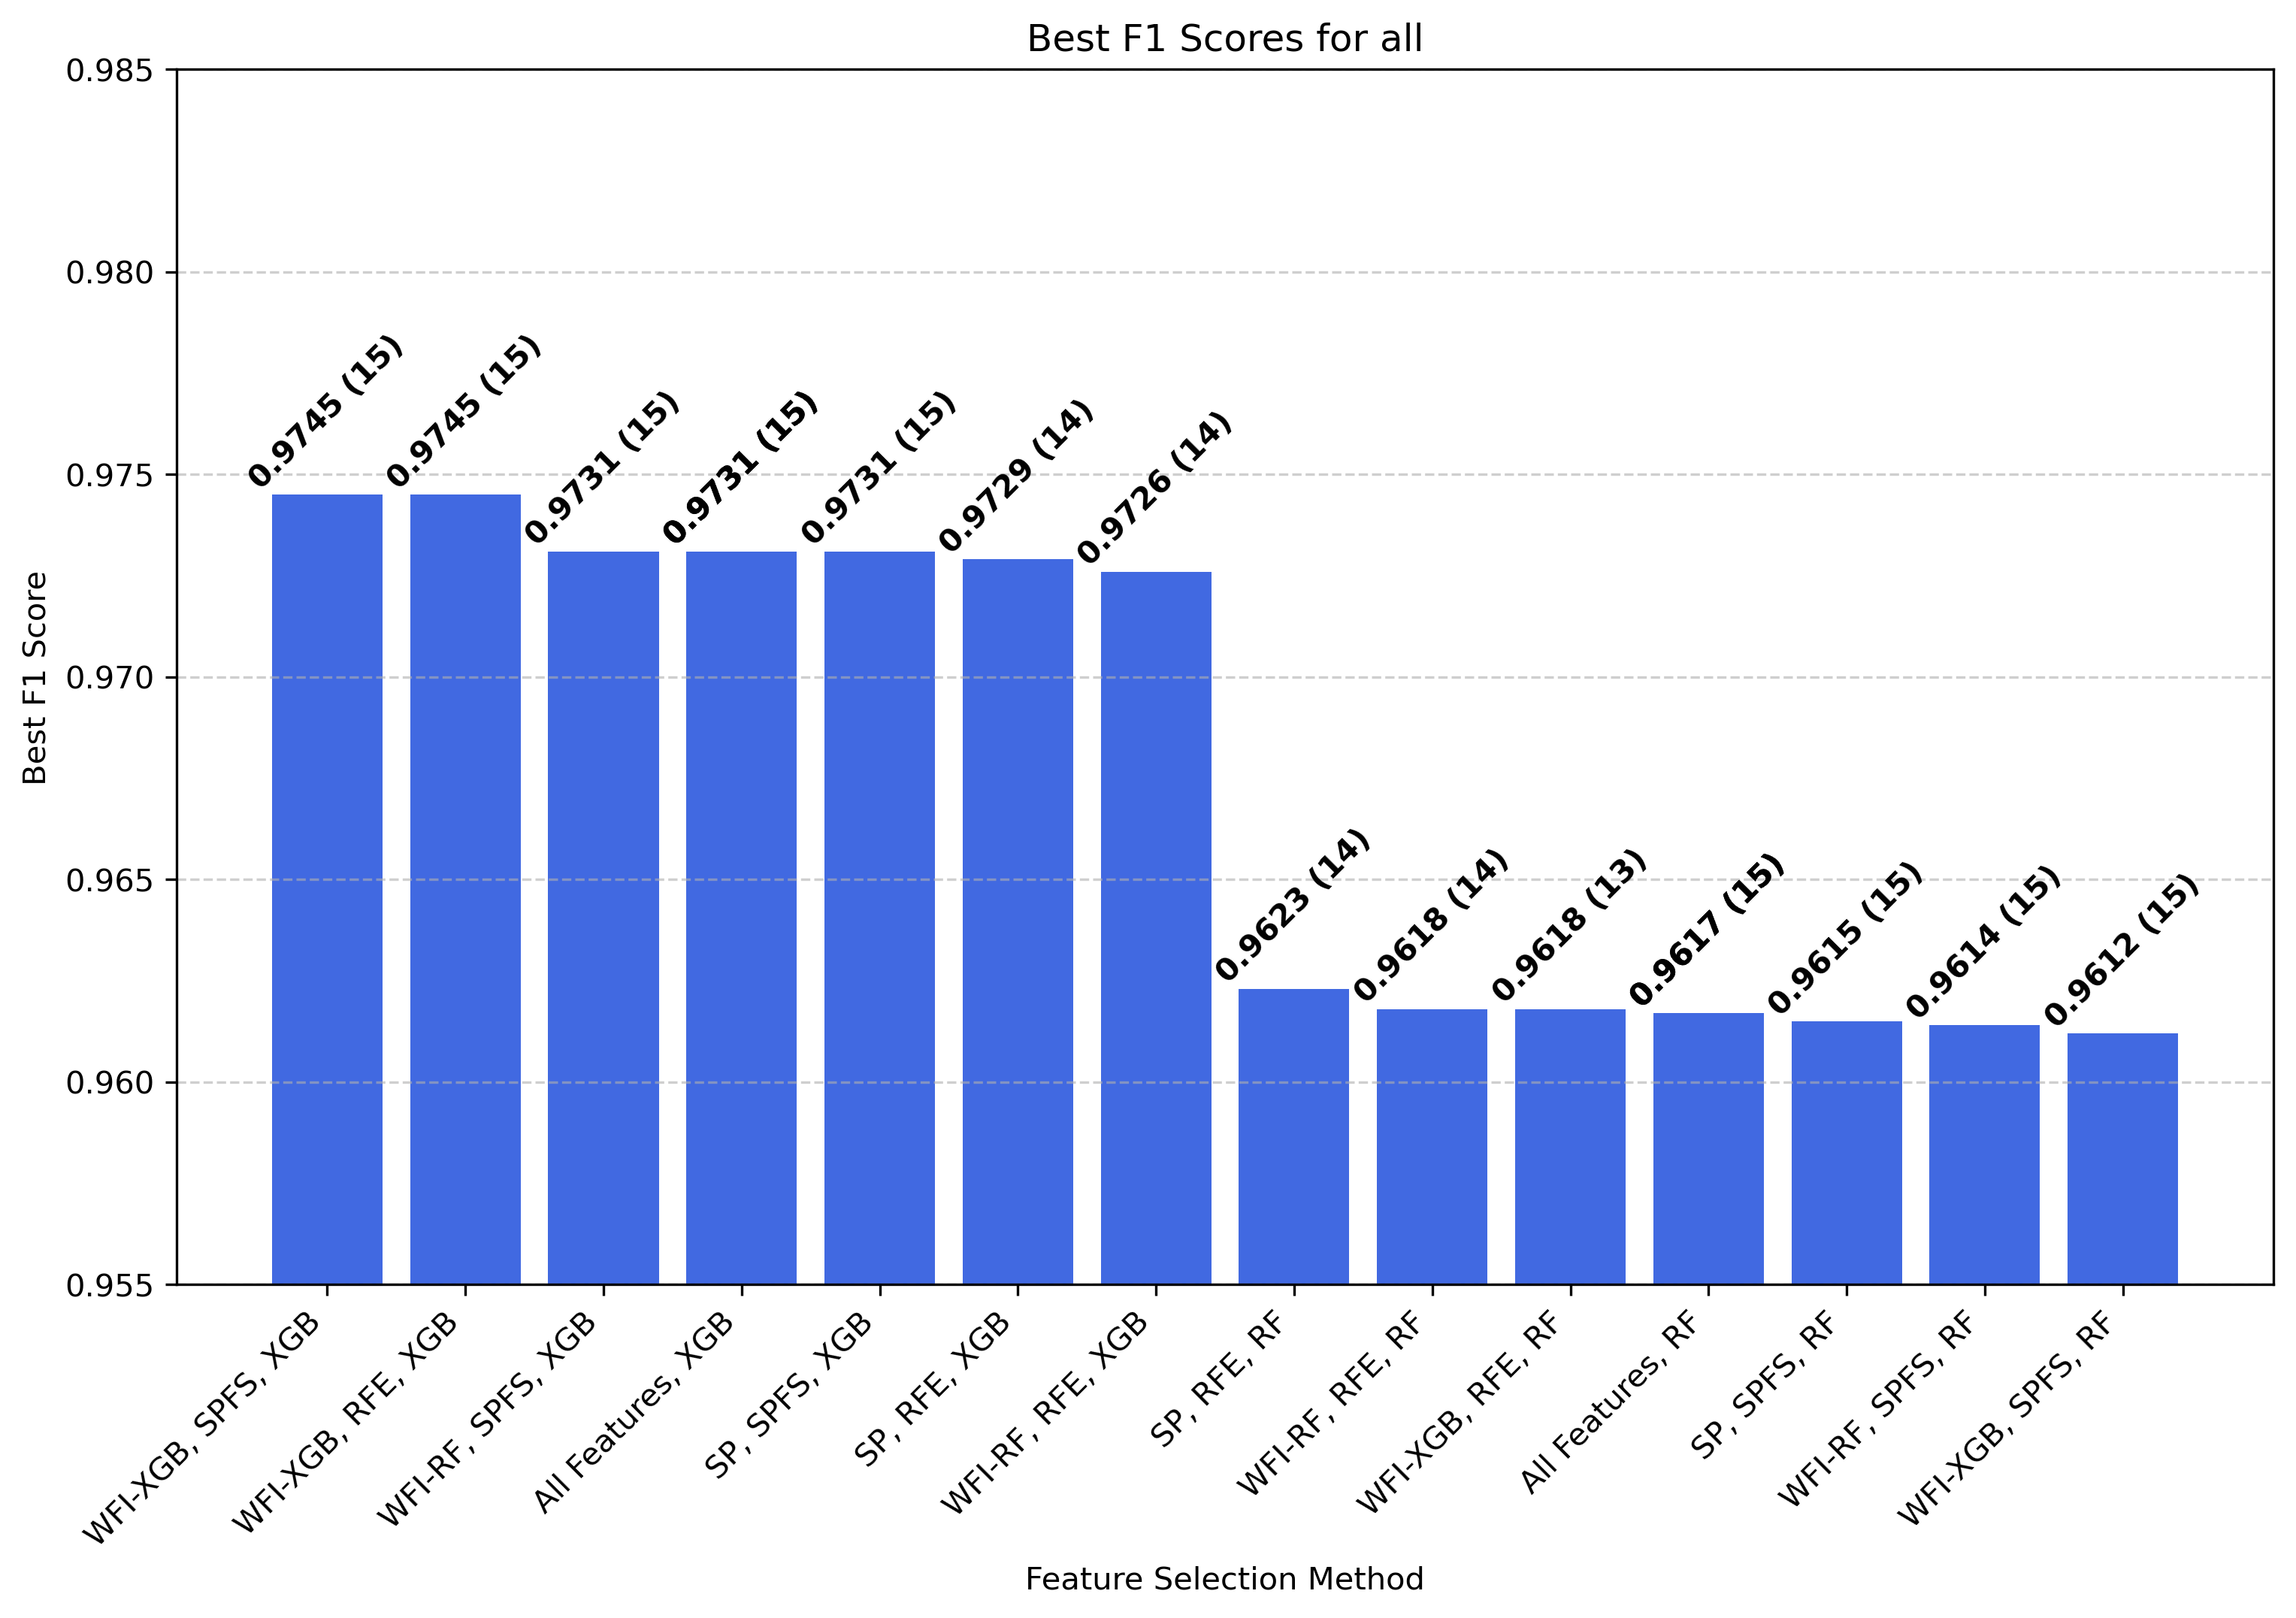 Best F1 Scores for all
0.985
0.980
0.975
0.970
0.965
0.960
0.955
Best F1 Score
0.9745 (15)
0.9745 (15)
0.9731 (15)
0.9731 (15)
0.9731 (15)
0.9729 (14)
0.9726 (14)
0.9623 (14)
0.9618 (14)
0.9618 (13)
0.9617 (15)
0.9615 (15)
0.9614 (15)
0.9612 (15)
WFI-XGB, SPFS, XGB
WFI-XGB, RFE, XGB
WFI-RF, SPFS, XGB
All Features, XGB
SP, SPFS, XGB
SP, RFE, XGB
WFI-RF, RFE, XGB
SP, RFE, RF
WFI-RF, RFE, RF
WFI-XGB, RFE, RF
All Features, RF
SP, SPFS, RF
WFI-RF, SPFS, RF
WFI-XGB, SPFS, RF
Feature Selection Method